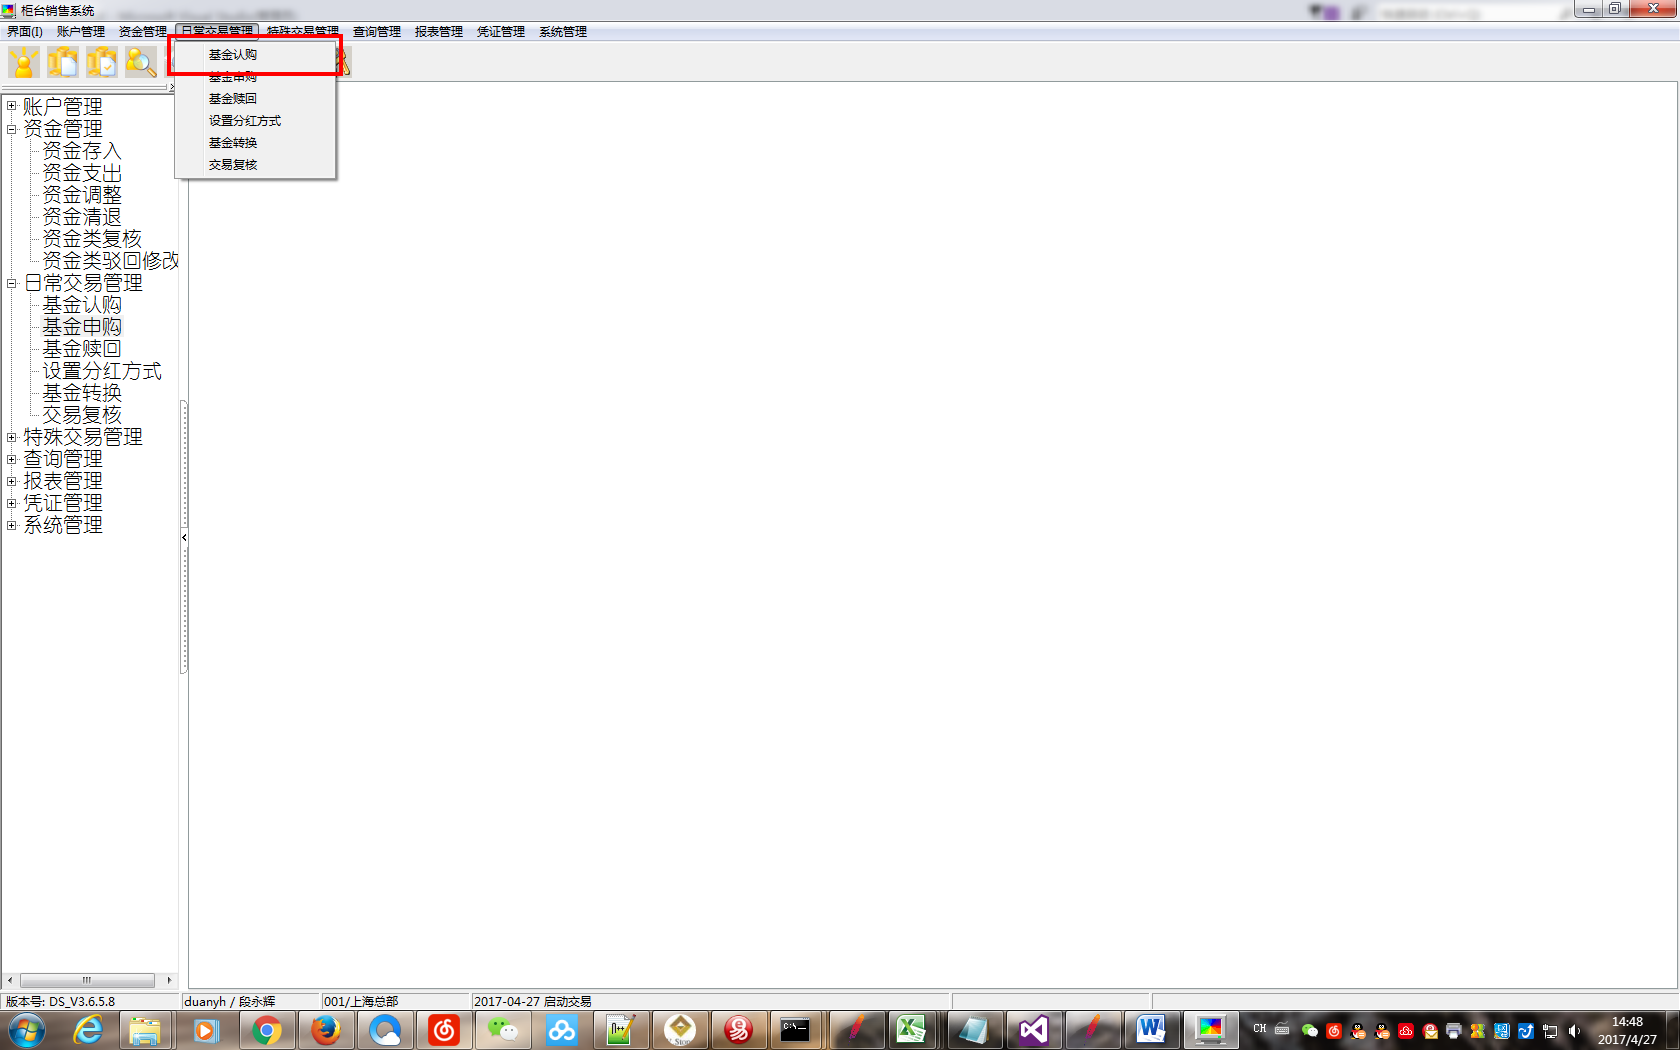 柜台销售系统
界面(I) 账户管理 资金管理 日常交易管理 特殊交易管理 查询管理 报表管理 凭证管理 系统管理
基金认购
基金申购
基金赎回
设置分红方式
基金转换
交易复核
账户管理
资金管理
资金存入
资金支出
资金调整
资金清退
资金类复核
资金类驳回修改
日常交易管理
基金认购
基金申购
基金赎回
设置分红方式
基金转换
交易复核
特殊交易管理
查询管理
报表管理
凭证管理
系统管理
版本号: DS_V3.6.5.8 duanyh / 段永辉 001/上海总部 2017-04-27 启动交易
CH 14:48
2017/4/27